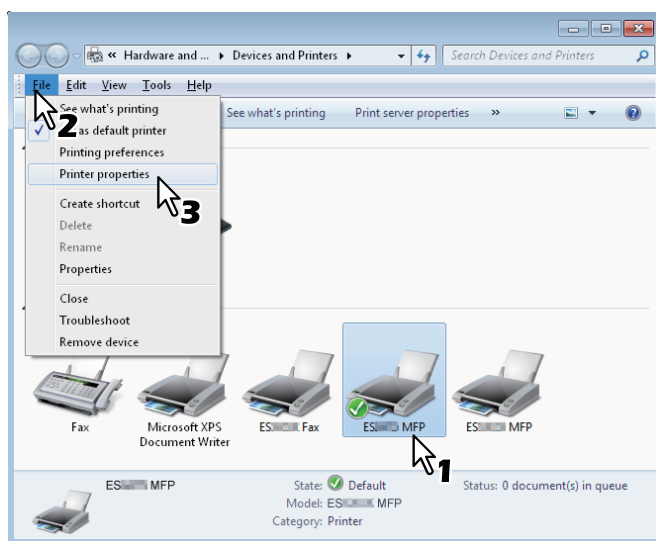 « Hardware and ... ▸ Devices and Printers ▸
Search Devices and Printers
File Edit View Tools Help
See what's printing
Print server properties
»
See what's printing
2
as default printer
Printing preferences
Printer properties
3
Create shortcut
Delete
Rename
Properties
Close
Troubleshoot
Remove device
Fax
Microsoft XPS
Document Writer
ES Fax
ES MFP
ES MFP
1
ES MFP
State: Default
Status: 0 document(s) in queue
Model: ES MFP
Category: Printer